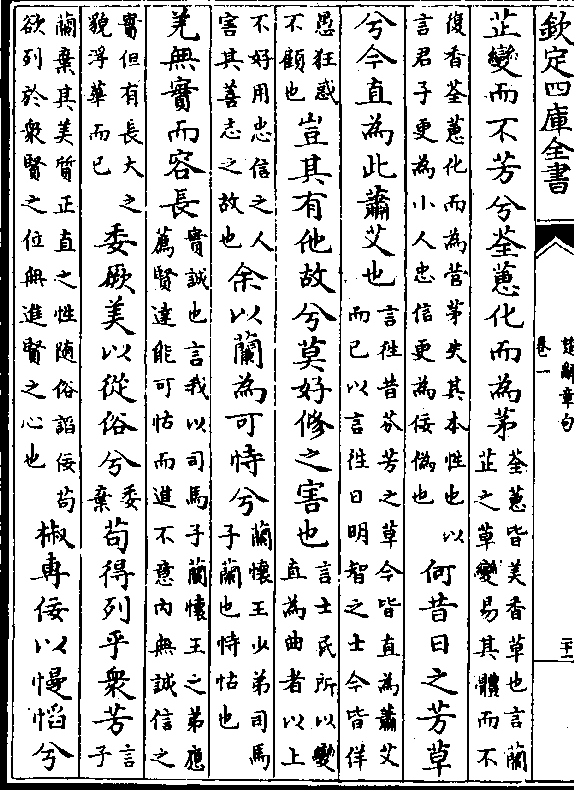 欽定四庫全書
楚辭章句
卷一
芷變而不芳兮荃蕙化而為茅荃蕙皆美香草也言蘭芷之草變易其體而不
復香荃蕙化而為菅茅失其本性也以言君子更為小人忠信更為佞偽也何昔日之芳草
兮今直為此蕭艾也言徃昔芬芳之草今皆直為蕭艾而已以言徃日明智之士今皆佯
愚狂惑不顧也豈其有他故兮莫好修之害也言士民所以變直為曲者以上
不好用忠信之人害其善志之故也余以蘭為可恃兮蘭懷王少弟司馬子蘭也恃怙也
羌無實而容長實誠也言我以司馬子蘭懷王之弟應薦賢達能可怙而進不意内無誠信之
實但有長大之貌浮華而已委厥美以從俗兮委棄苟得列乎衆芳言子
蘭棄其美質正直之性隨俗謟佞苟欲列於衆賢之位無進賢之心也椒專佞以慢慆兮